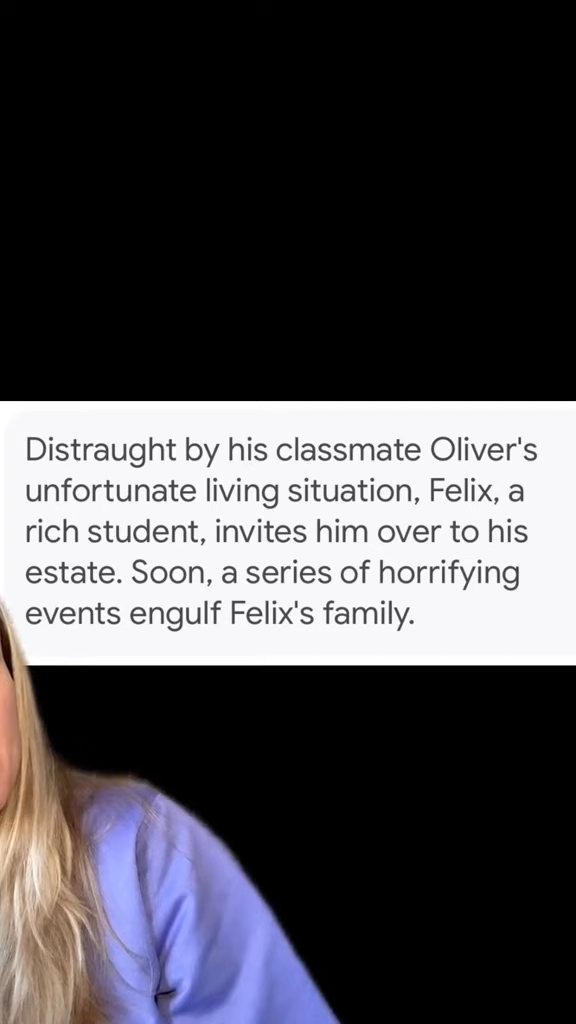 Distraught by his classmate Oliver's
unfortunate living situation, Felix, a
rich student, invites him over to his
estate. Soon, a series of horrifying
events engulf Felix's family.